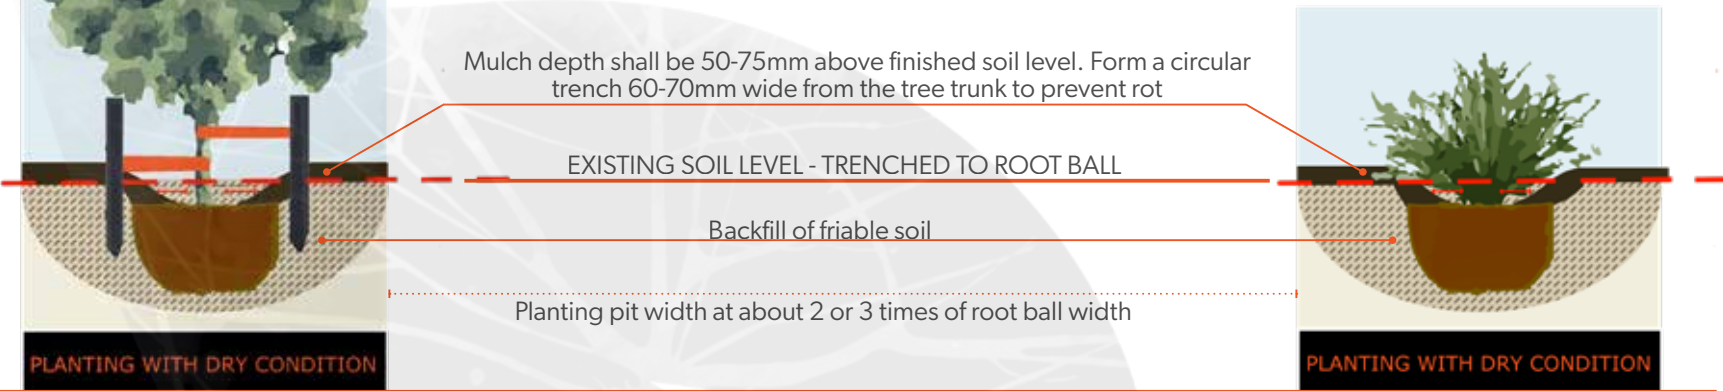 Mulch depth shall be 50-75mm above finished soil level. Form a circular
trench 60-70mm wide from the tree trunk to prevent rot
EXISTING SOIL LEVEL - TRENCHED TO ROOT BALL
Backfill of friable soil
Planting pit width at about 2 or 3 times of root ball width
PLANTING WITH DRY CONDITION
PLANTING WITH DRY CONDITION